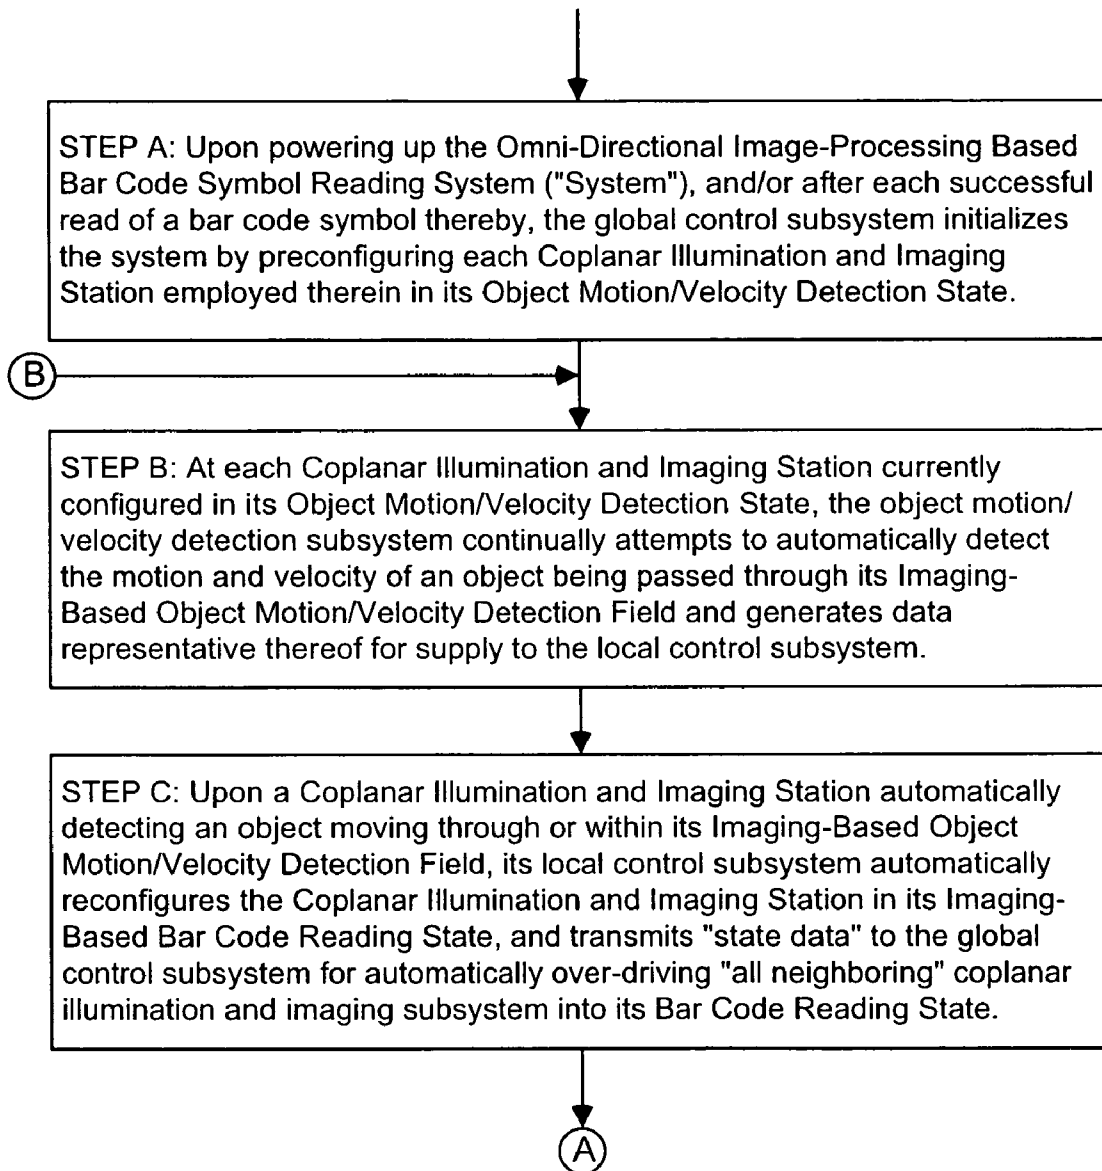 STEP A: Upon powering up the Omni-Directional Image-Processing Based
Bar Code Symbol Reading System ("System"), and/or after each successful
read of a bar code symbol thereby, the global control subsystem initializes
the system by preconfiguring each Coplanar Illumination and Imaging
Station employed therein in its Object Motion/Velocity Detection State.
B
STEP B: At each Coplanar Illumination and Imaging Station currently
configured in its Object Motion/Velocity Detection State, the object motion/
velocity detection subsystem continually attempts to automatically detect
the motion and velocity of an object being passed through its Imaging-
Based Object Motion/Velocity Detection Field and generates data
representative thereof for supply to the local control subsystem.
STEP C: Upon a Coplanar Illumination and Imaging Station automatically
detecting an object moving through or within its Imaging-Based Object
Motion/Velocity Detection Field, its local control subsystem automatically
reconfigures the Coplanar Illumination and Imaging Station in its Imaging-
Based Bar Code Reading State, and transmits "state data" to the global
control subsystem for automatically over-driving "all neighboring" coplanar
illumination and imaging subsystem into its Bar Code Reading State.
A